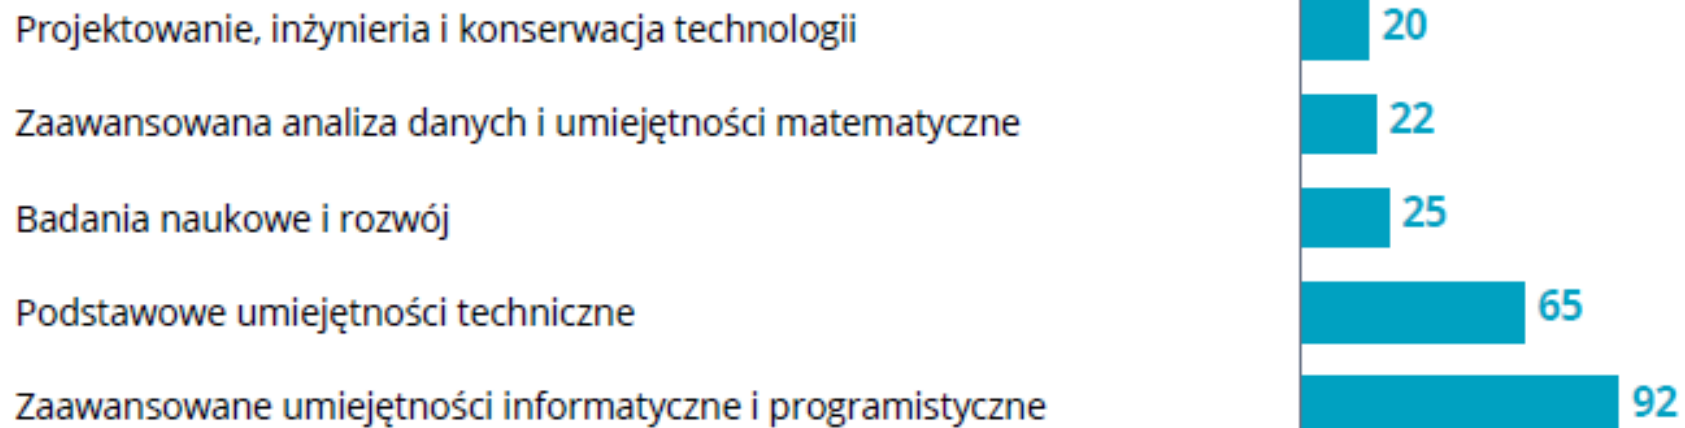 Projektowanie, inżynieria i konserwacja technologii 20
Zaawansowana analiza danych i umiejętności matematyczne 22
Badania naukowe i rozwój 25
Podstawowe umiejętności techniczne 65
Zaawansowane umiejętności informatyczne i programistyczne 92